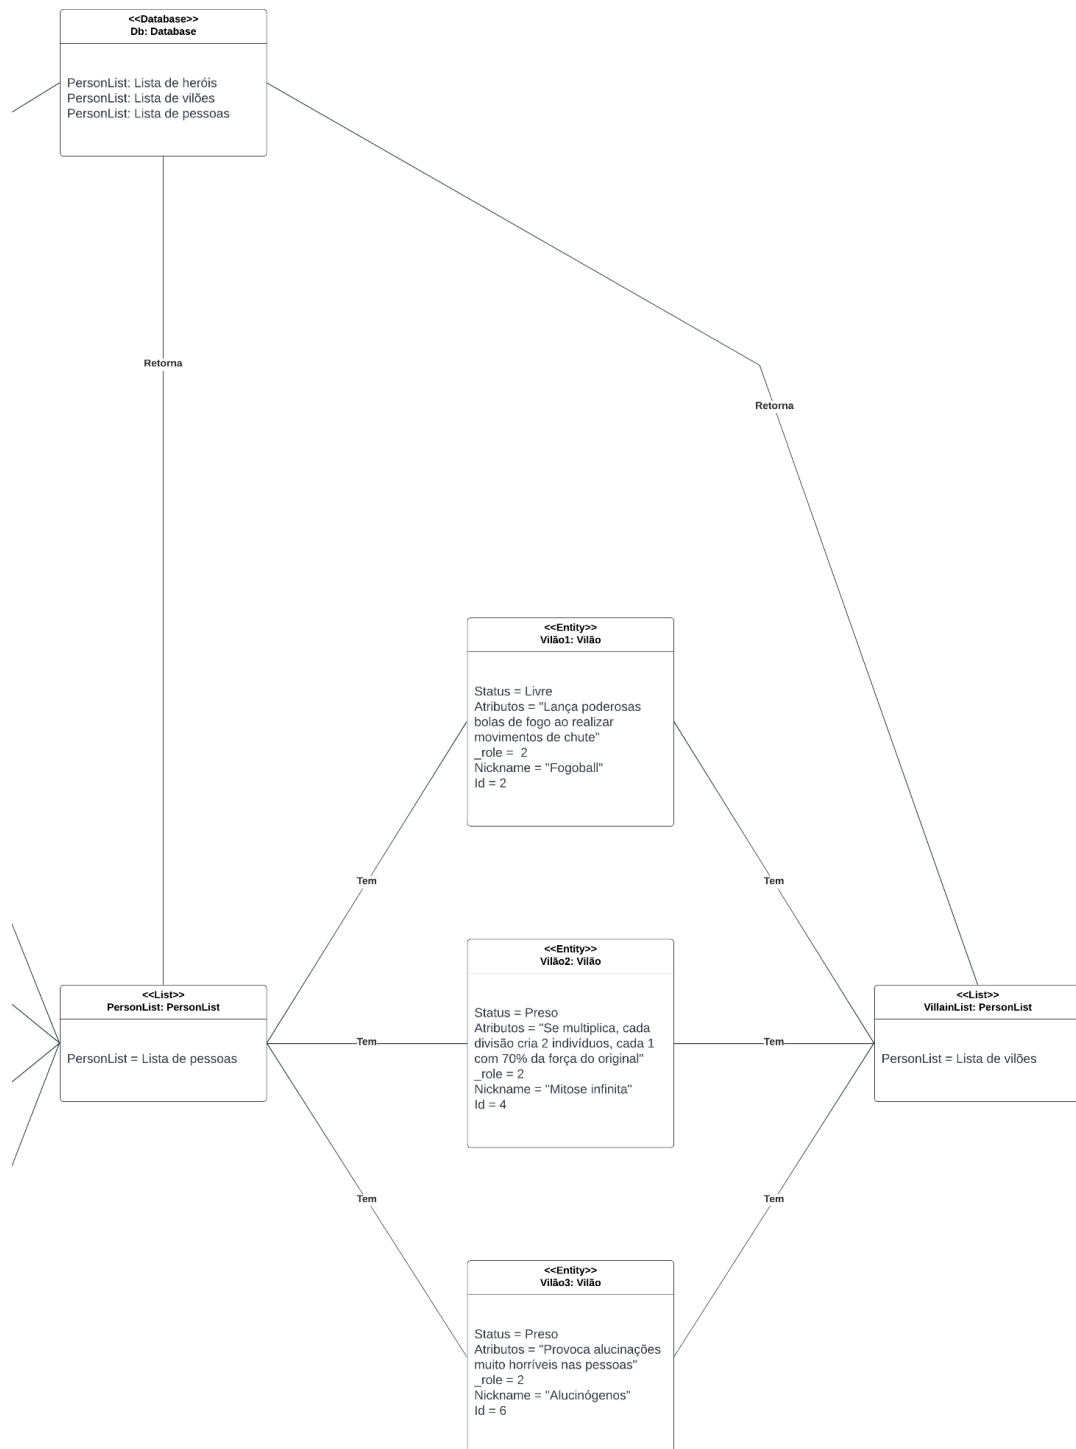 <<Database>>
Db: Database
PersonList: Lista de heróis
PersonList: Lista de vilões
PersonList: Lista de pessoas
Retorna
Retorna
<<Entity>>
Vilão1: Vilão
Status = Livre
Atributos = "Lança poderosas
bolas de fogo ao realizar
movimentos de chute"
_role =  2
Nickname = "Fogoball"
Id = 2
Tem
Tem
<<Entity>>
Vilão2: Vilão
Status = Preso
Atributos = "Se multiplica, cada
divisão cria 2 indivíduos, cada 1
com 70% da força do original"
_role = 2
Nickname = "Mitose infinita"
Id = 4
<<List>>
PersonList: PersonList
PersonList = Lista de pessoas
Tem
Tem
<<List>>
VillainList: PersonList
PersonList = Lista de vilões
Tem
Tem
<<Entity>>
Vilão3: Vilão
Status = Preso
Atributos = "Provoca alucinações
muito horríveis nas pessoas"
_role = 2
Nickname = "Alucinógenos"
Id = 6